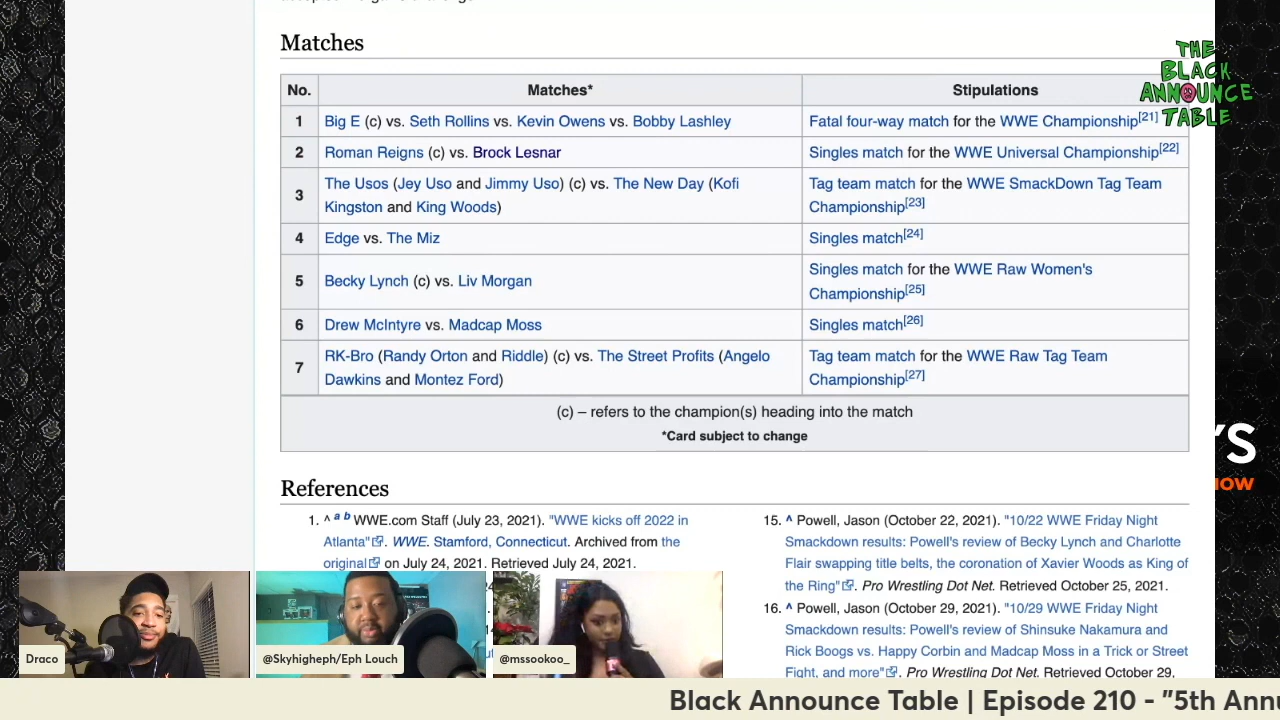 Matches
THE
BLACK
ANNOUNCE
TABLE
No. Matches* Stipulations
1 Big E (c) vs. Seth Rollins vs. Kevin Owens vs. Bobby Lashley Fatal four-way match for the WWE Championship[21]
2 Roman Reigns (c) vs. Brock Lesnar Singles match for the WWE Universal Championship[22]
3 The Usos (Jey Uso and Jimmy Uso) (c) vs. The New Day (Kofi
Kingston and King Woods)
Tag team match for the WWE SmackDown Tag Team
Championship[23]
4 Edge vs. The Miz Singles match[24]
5 Becky Lynch (c) vs. Liv Morgan
Singles match for the WWE Raw Women's
Championship[25]
6 Drew McIntyre vs. Madcap Moss Singles match[26]
7 RK-Bro (Randy Orton and Riddle) (c) vs. The Street Profits (Angelo
Dawkins and Montez Ford)
Tag team match for the WWE Raw Tag Team
Championship[27]
(c) – refers to the champion(s) heading into the match
*Card subject to change
'S
References
1. ^ a b WWE.com Staff (July 23, 2021). "WWE kicks off 2022 in
Atlanta". WWE. Stamford, Connecticut. Archived from the
original on July 24, 2021. Retrieved July 24, 2021.
15. ^ Powell, Jason (October 22, 2021). "10/22 WWE Friday Night
Smackdown results: Powell's review of Becky Lynch and Charlotte
Flair swapping title belts, the coronation of Xavier Woods as King of
the Ring". Pro Wrestling Dot Net. Retrieved October 25, 2021.
16. ^ Powell, Jason (October 29, 2021). "10/29 WWE Friday Night
Smackdown results: Powell's review of Shinsuke Nakamura and
Rick Boogs vs. Happy Corbin and Madcap Moss in a Trick or Street
Fight, and more". Pro Wrestling Dot Net. Retrieved October 29,
Draco
@Skyhigheph/Eph Louch
@mssookoo_
Black Announce Table | Episode 210 - "5th Annu